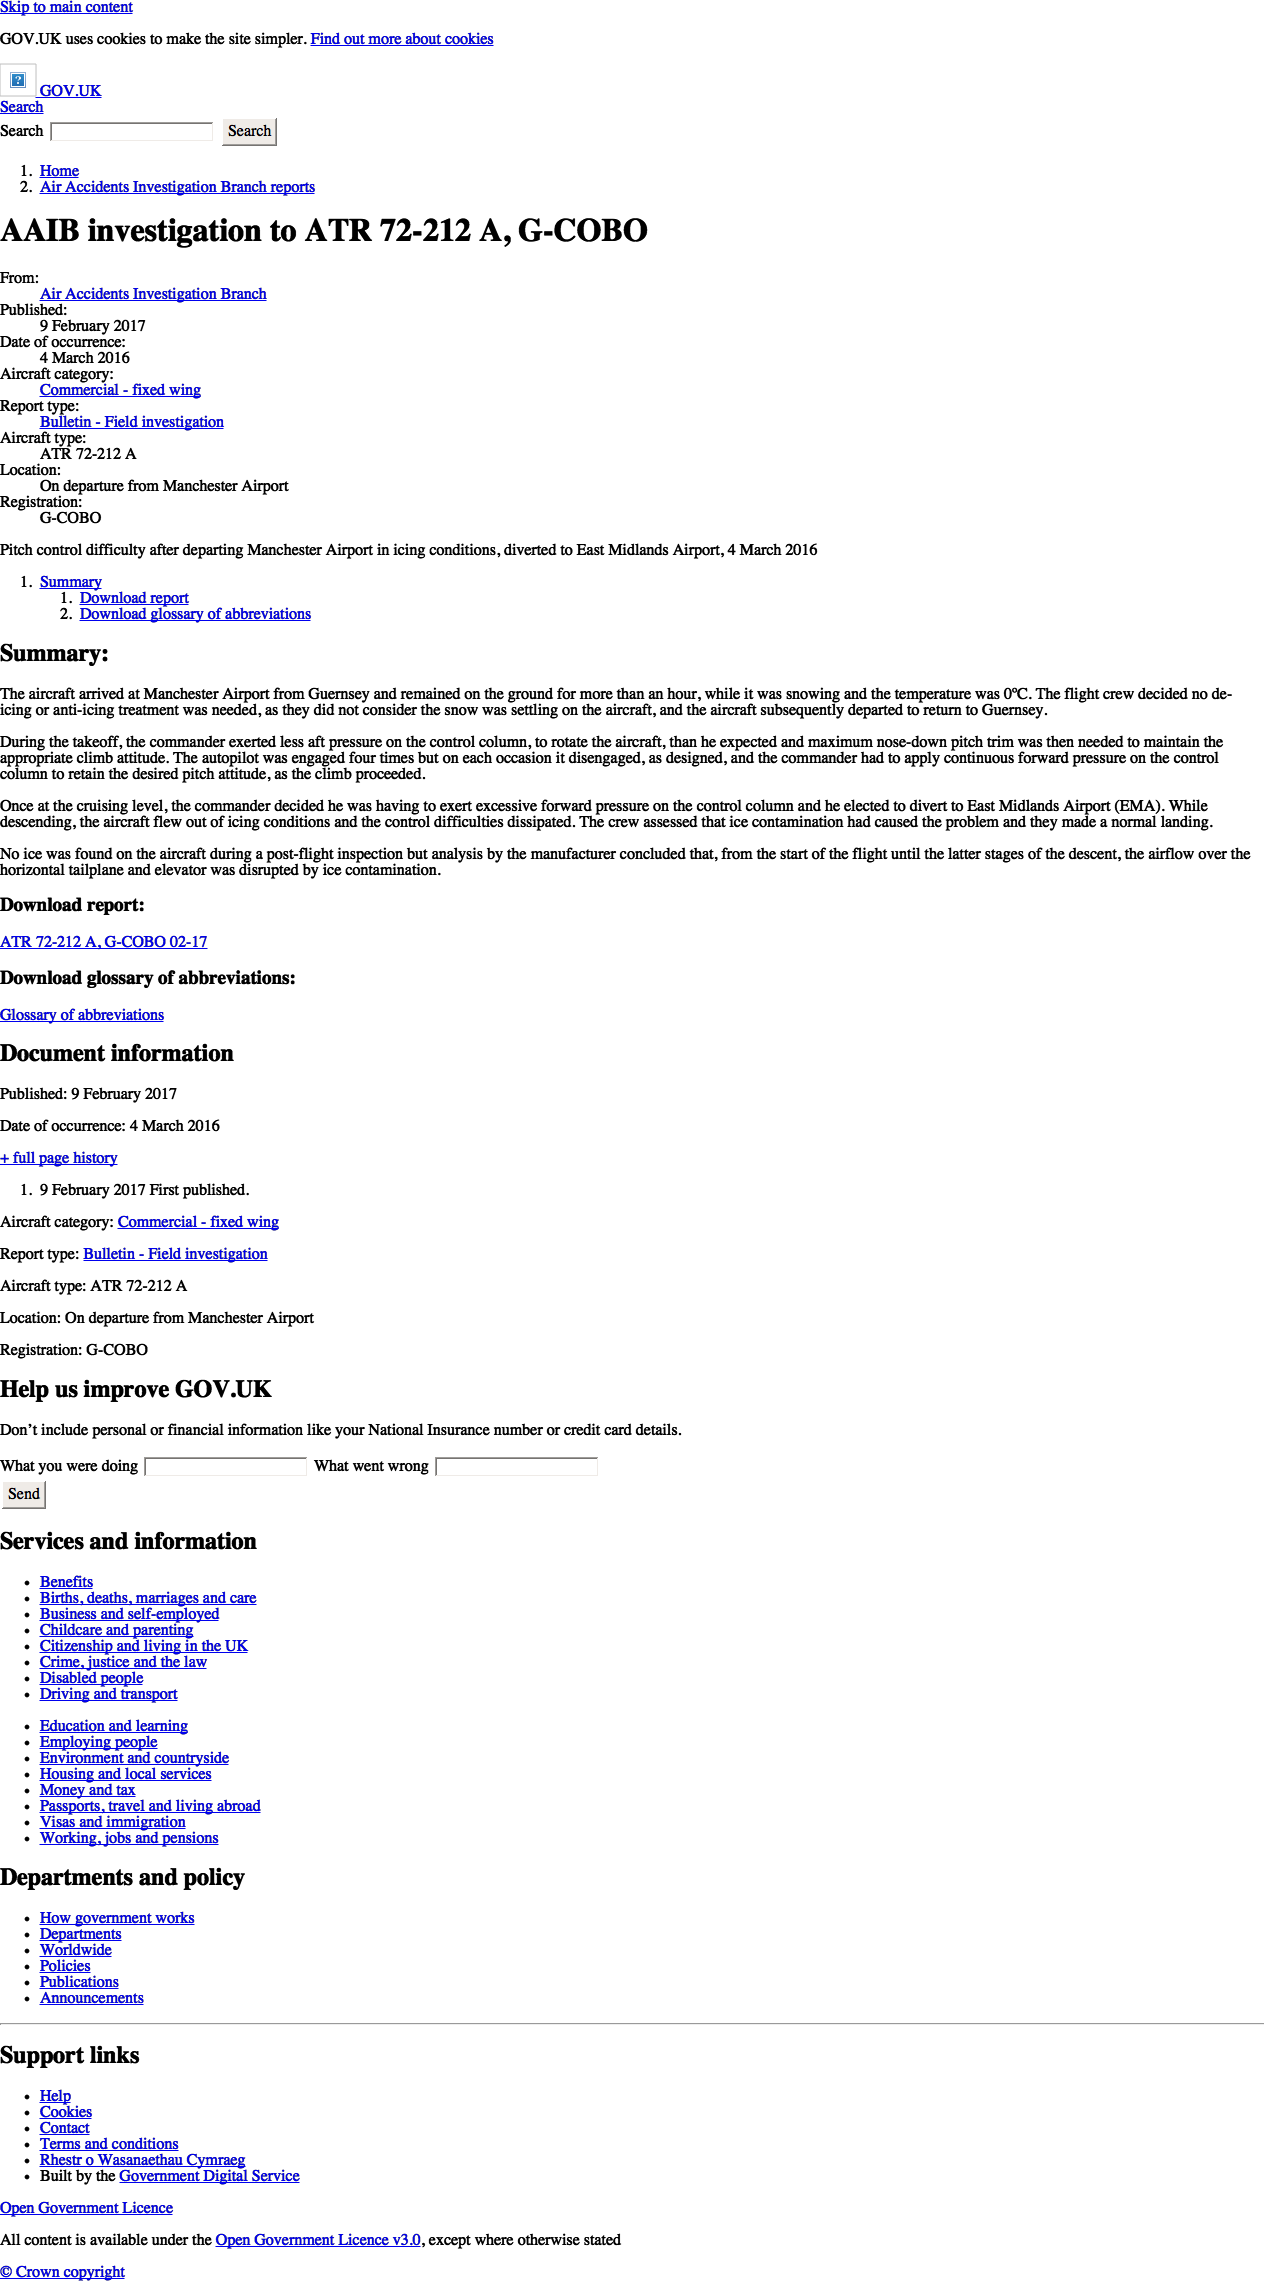 Skip to main content
GOV.UK uses cookies to make the site simpler. Find out more about cookies
GOV.UK
Search
Search Search
1. Home
2. Air Accidents Investigation Branch reports
AAIB investigation to ATR 72-212 A, G-COBO
From:
Air Accidents Investigation Branch
Published:
9 February 2017
Date of occurrence:
4 March 2016
Aircraft category:
Commercial - fixed wing
Report type:
Bulletin - Field investigation
Aircraft type:
ATR 72-212 A
Location:
On departure from Manchester Airport
Registration:
G-COBO
Pitch control difficulty after departing Manchester Airport in icing conditions, diverted to East Midlands Airport, 4 March 2016
1. Summary
1. Download report
2. Download glossary of abbreviations
Summary:
The aircraft arrived at Manchester Airport from Guernsey and remained on the ground for more than an hour, while it was snowing and the temperature was 0ºC. The flight crew decided no de-
icing or anti-icing treatment was needed, as they did not consider the snow was settling on the aircraft, and the aircraft subsequently departed to return to Guernsey.
During the takeoff, the commander exerted less aft pressure on the control column, to rotate the aircraft, than he expected and maximum nose-down pitch trim was then needed to maintain the
appropriate climb attitude. The autopilot was engaged four times but on each occasion it disengaged, as designed, and the commander had to apply continuous forward pressure on the control
column to retain the desired pitch attitude, as the climb proceeded.
Once at the cruising level, the commander decided he was having to exert excessive forward pressure on the control column and he elected to divert to East Midlands Airport (EMA). While
descending, the aircraft flew out of icing conditions and the control difficulties dissipated. The crew assessed that ice contamination had caused the problem and they made a normal landing.
No ice was found on the aircraft during a post-flight inspection but analysis by the manufacturer concluded that, from the start of the flight until the latter stages of the descent, the airflow over the
horizontal tailplane and elevator was disrupted by ice contamination.
Download report:
ATR 72-212 A, G-COBO 02-17
Download glossary of abbreviations:
Glossary of abbreviations
Document information
Published: 9 February 2017
Date of occurrence: 4 March 2016
+ full page history
1. 9 February 2017 First published.
Aircraft category: Commercial - fixed wing
Report type: Bulletin - Field investigation
Aircraft type: ATR 72-212 A
Location: On departure from Manchester Airport
Registration: G-COBO
Help us improve GOV.UK
Don’t include personal or financial information like your National Insurance number or credit card details.
What you were doing What went wrong
Send
Services and information
• Benefits
• Births, deaths, marriages and care
• Business and self-employed
• Childcare and parenting
• Citizenship and living in the UK
• Crime, justice and the law
• Disabled people
• Driving and transport
• Education and learning
• Employing people
• Environment and countryside
• Housing and local services
• Money and tax
• Passports, travel and living abroad
• Visas and immigration
• Working, jobs and pensions
Departments and policy
• How government works
• Departments
• Worldwide
• Policies
• Publications
• Announcements
Support links
• Help
• Cookies
• Contact
• Terms and conditions
• Rhestr o Wasanaethau Cymraeg
• Built by the Government Digital Service
Open Government Licence
All content is available under the Open Government Licence v3.0, except where otherwise stated
© Crown copyright